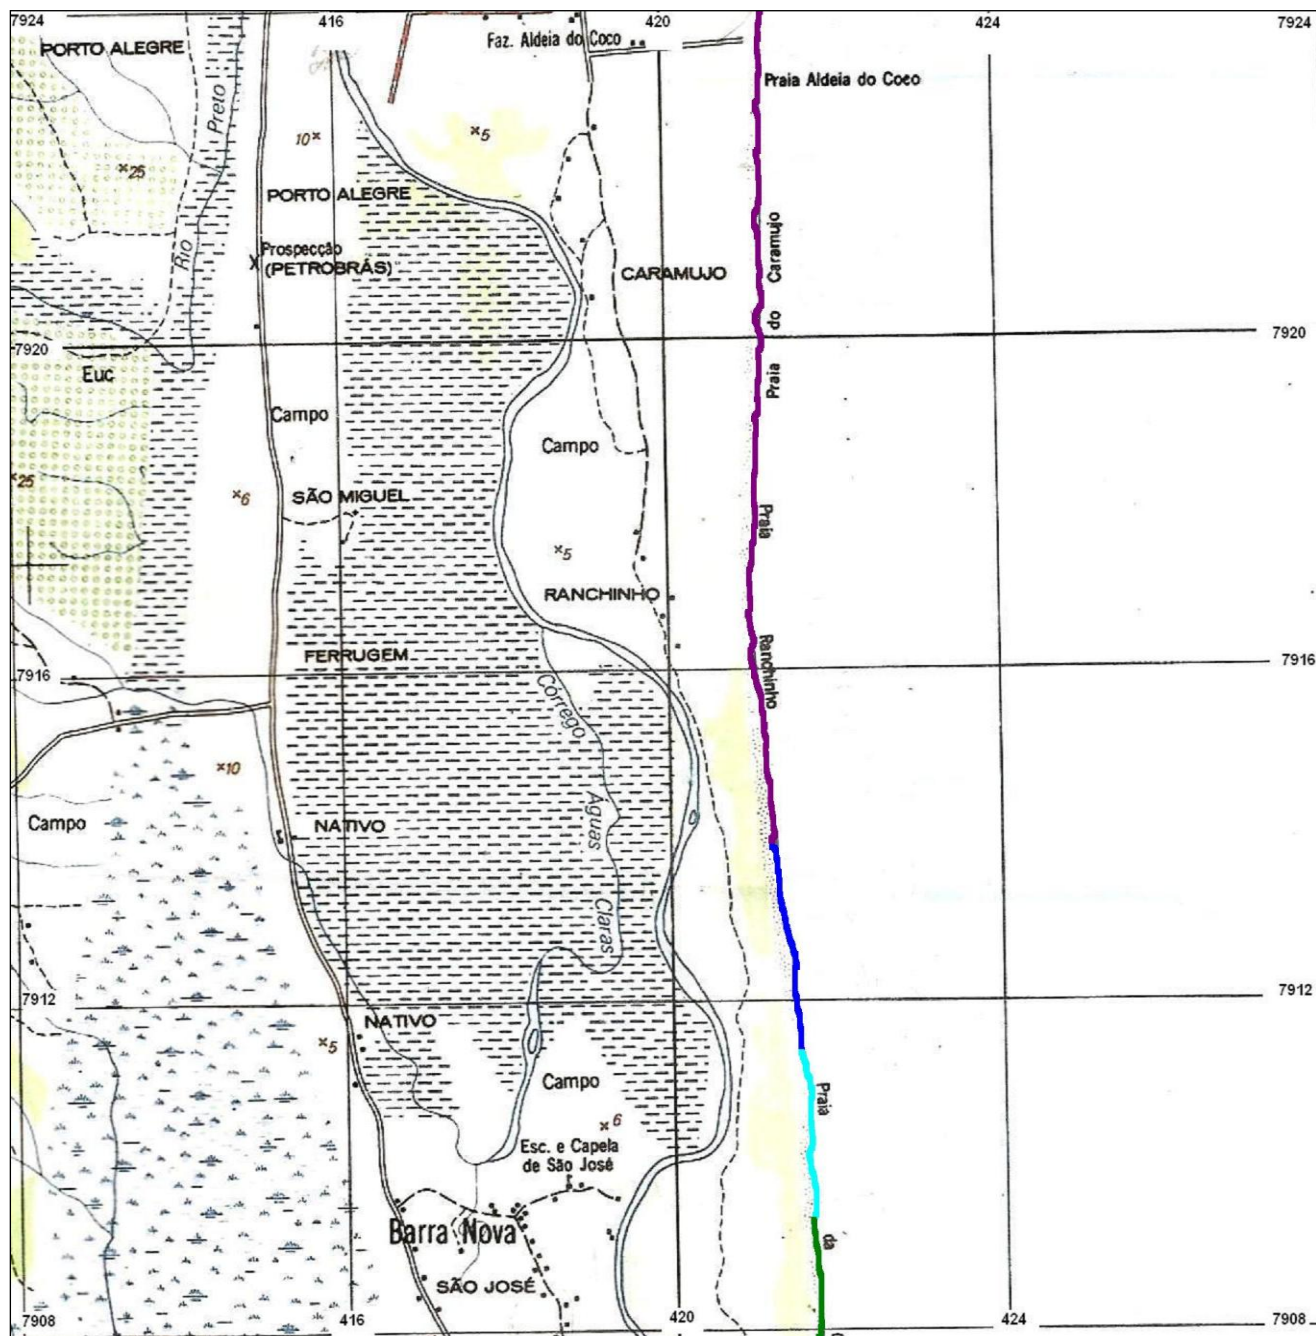 7924
416
420
424
7924
PORTO ALEGRE
Faz. Aldeia do Coco
Praia Aldeia do Coco
Rio Preto
10
5
25
PORTO ALEGRE
Prospecção
(PETROBRÁS)
X
CARAMUJO
Praia do Caramujo
7920
7920
Euc
Campo
Campo
25
6
SÃO MIGUEL
5
Praia Ranchinho
RANCHINHO
FERRUGEM
7916
7916
Córrego Águas Claras
10
Campo
NATIVO
7912
7912
NATIVO
5
Campo
6
Praia da
Esc. e Capela
de São José
Barra Nova
SÃO JOSÉ
7908
416
420
424
7908